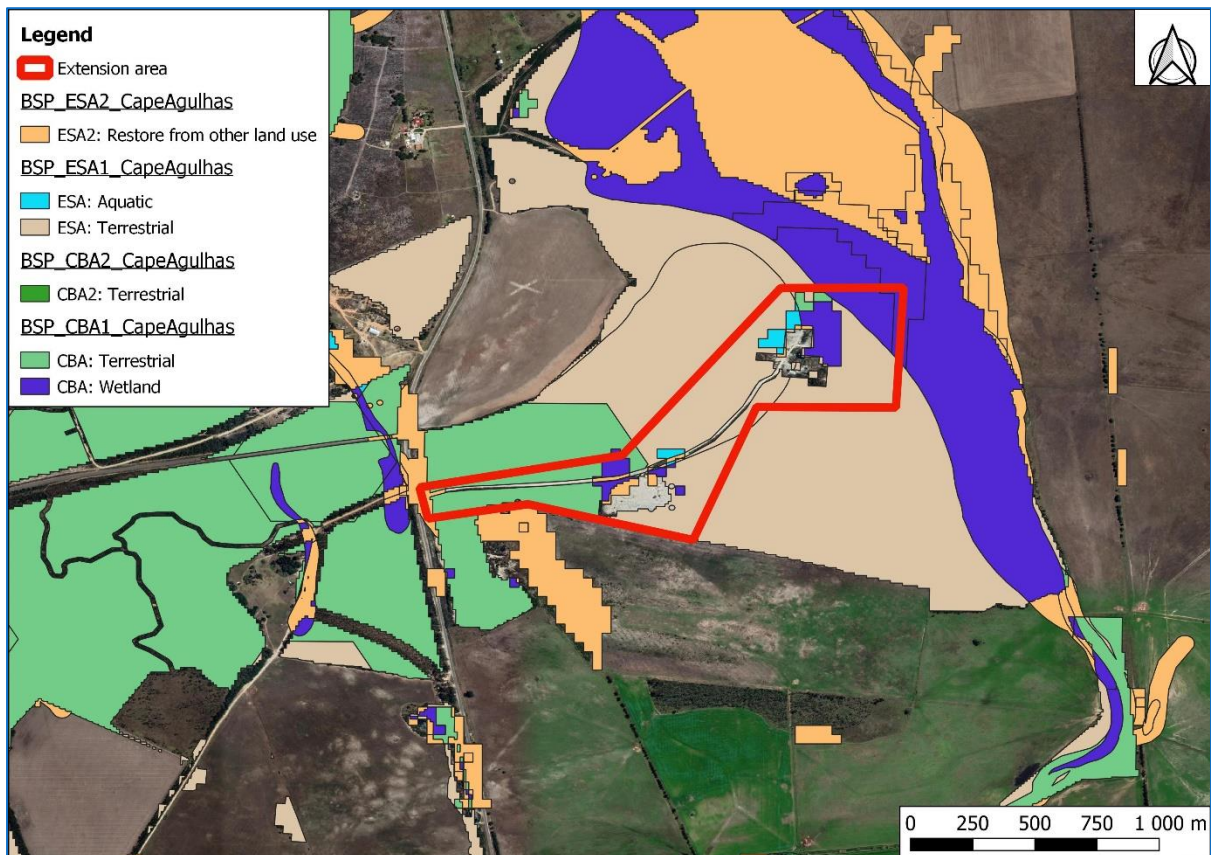 Legend
Extension area
BSP_ESA2_CapeAgulhas
ESA2: Restore from other land use
BSP_ESA1_CapeAgulhas
ESA: Aquatic
ESA: Terrestrial
BSP_CBA2_CapeAgulhas
CBA2: Terrestrial
BSP_CBA1_CapeAgulhas
CBA: Terrestrial
CBA: Wetland
0 250 500 750 1 000 m